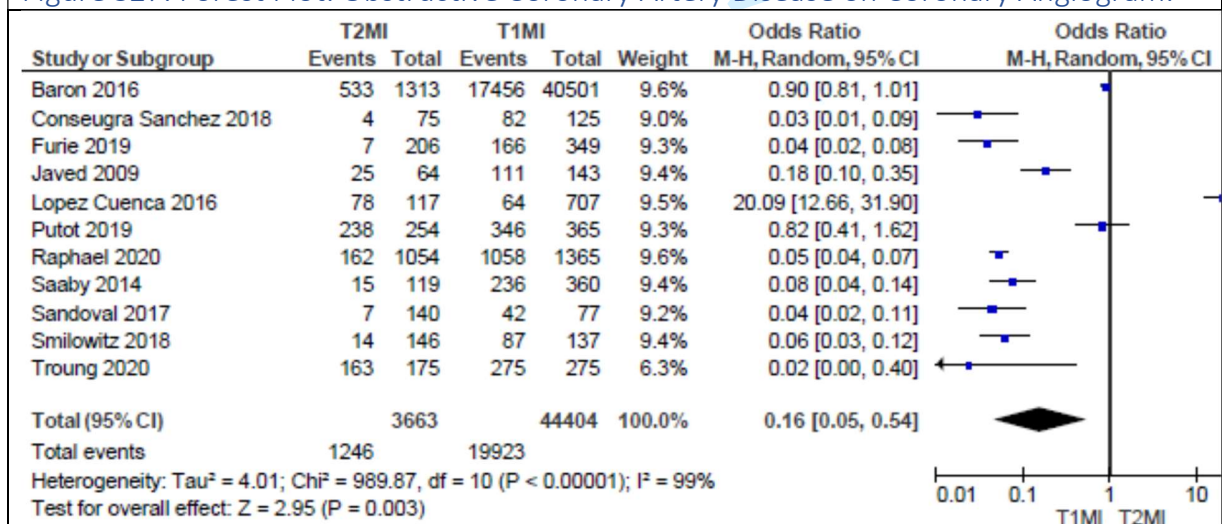 Figure S27: Forest Plot: Obstructive Coronary Artery Disease on Coronary Angiogram.
T2MI T1MI Odds Ratio Odds Ratio
Study or Subgroup Events Total Events Total Weight M-H, Random, 95% CI M-H, Random, 95% CI
Baron 2016 533 1313 17456 40501 9.6% 0.90 [0.81, 1.01]
Conseugra Sanchez 2018 4 75 82 125 9.0% 0.03 [0.01, 0.09]
Furie 2019 7 206 166 349 9.3% 0.04 [0.02, 0.08]
Javed 2009 25 64 111 143 9.4% 0.18 [0.10, 0.35]
Lopez Cuenca 2016 78 117 64 707 9.5% 20.09 [12.66, 31.90]
Putot 2019 238 254 346 365 9.3% 0.82 [0.41, 1.62]
Raphael 2020 162 1054 1058 1365 9.6% 0.05 [0.04, 0.07]
Saaby 2014 15 119 236 360 9.4% 0.08 [0.04, 0.14]
Sandoval 2017 7 140 42 77 9.2% 0.04 [0.02, 0.11]
Smilowitz 2018 14 146 87 137 9.3% 0.06 [0.03, 0.12]
Troung 2020 163 175 275 275 6.3% 0.02 [0.00, 0.40]
Total (95% CI) 3663 44404 100.0% 0.16 [0.05, 0.54]
Total events 1246 19923
Heterogeneity: Tau² = 4.01; Chi² = 989.87, df = 10 (P < 0.00001); I² = 99%
Test for overall effect: Z = 2.95 (P = 0.003)
0.01 0.1 1 10
T1MI T2MI